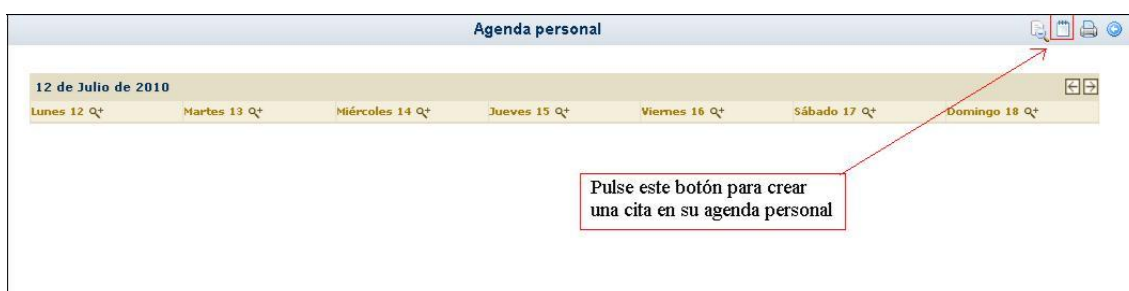 Agenda personal
12 de Julio de 2010
Lunes 12 Martes 13 Miércoles 14 Jueves 15 Viernes 16 Sábado 17 Domingo 18
Pulse este botón para crear
una cita en su agenda personal